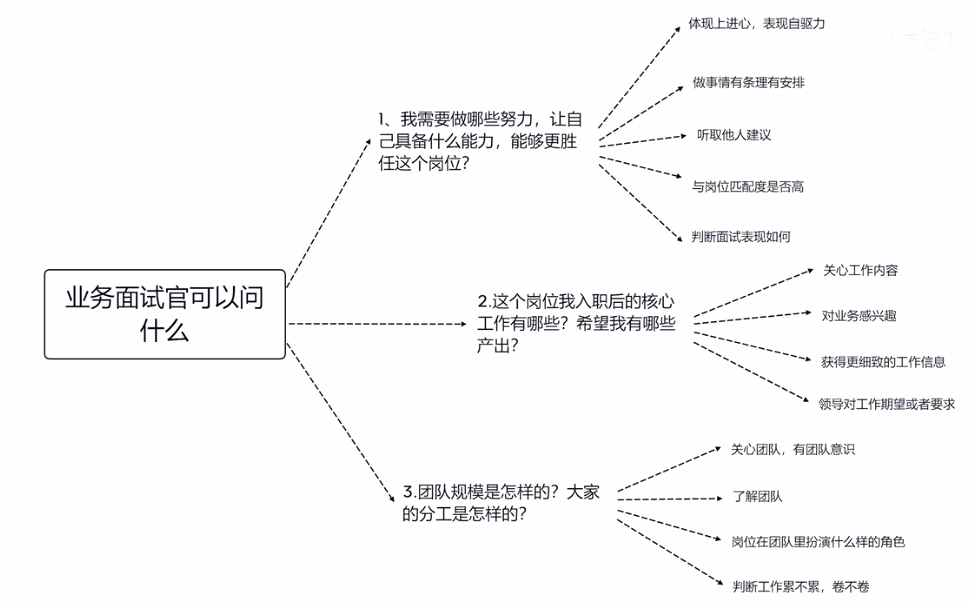 业务面试官可以问
什么
1、我需要做哪些努力，让自
己具备什么能力，能够更胜
任这个岗位？
体现上进心，表现自驱力
做事情有条理有安排
听取他人建议
与岗位匹配度是否高
判断面试表现如何
2.这个岗位我入职后的核心
工作有哪些？希望我有哪些
产出？
关心工作内容
对业务感兴趣
获得更细致的工作信息
领导对工作期望或者要求
3.团队规模是怎样的？大家
的分工是怎样的？
关心团队，有团队意识
了解团队
岗位在团队里扮演什么样的角色
判断工作累不累，卷不卷